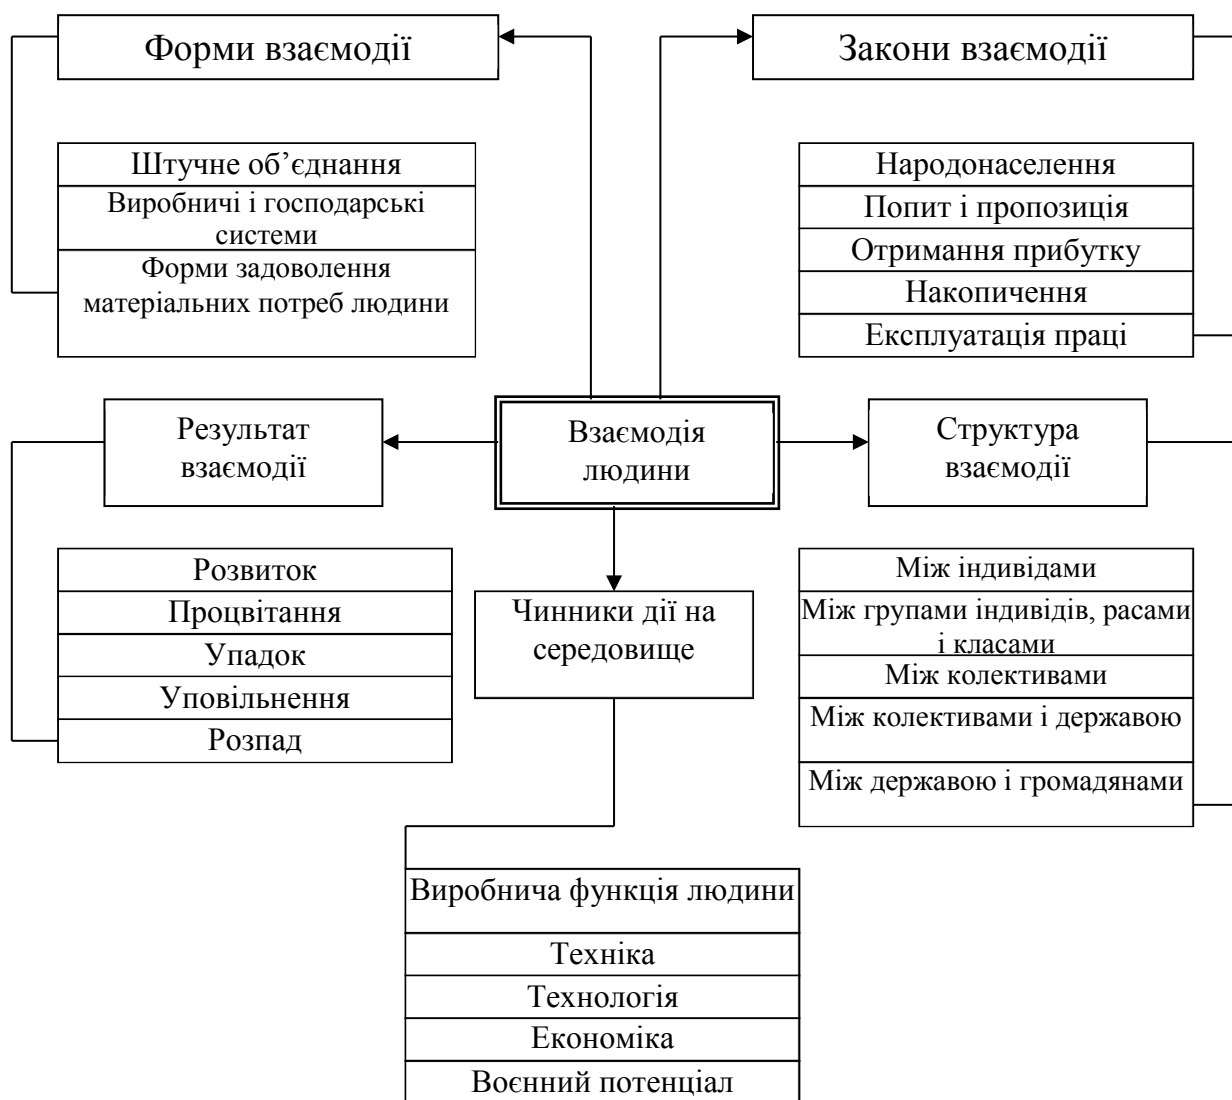 Форми взаємодії
Закони взаємодії
Штучне об’єднання
Виробничі і господарські
системи
Форми задоволення
матеріальних потреб людини
Народонаселення
Попит і пропозиція
Отримання прибутку
Накопичення
Експлуатація праці
Результат
взаємодії
Взаємодія
людини
Структура
взаємодії
Розвиток
Процвітання
Упадок
Уповільнення
Розпад
Чинники дії на
середовище
Між індивідами
Між групами індивідів, расами
і класами
Між колективами
Між колективами і державою
Між державою і громадянами
Виробнича функція людини
Техніка
Технологія
Економіка
Воєнний потенціал